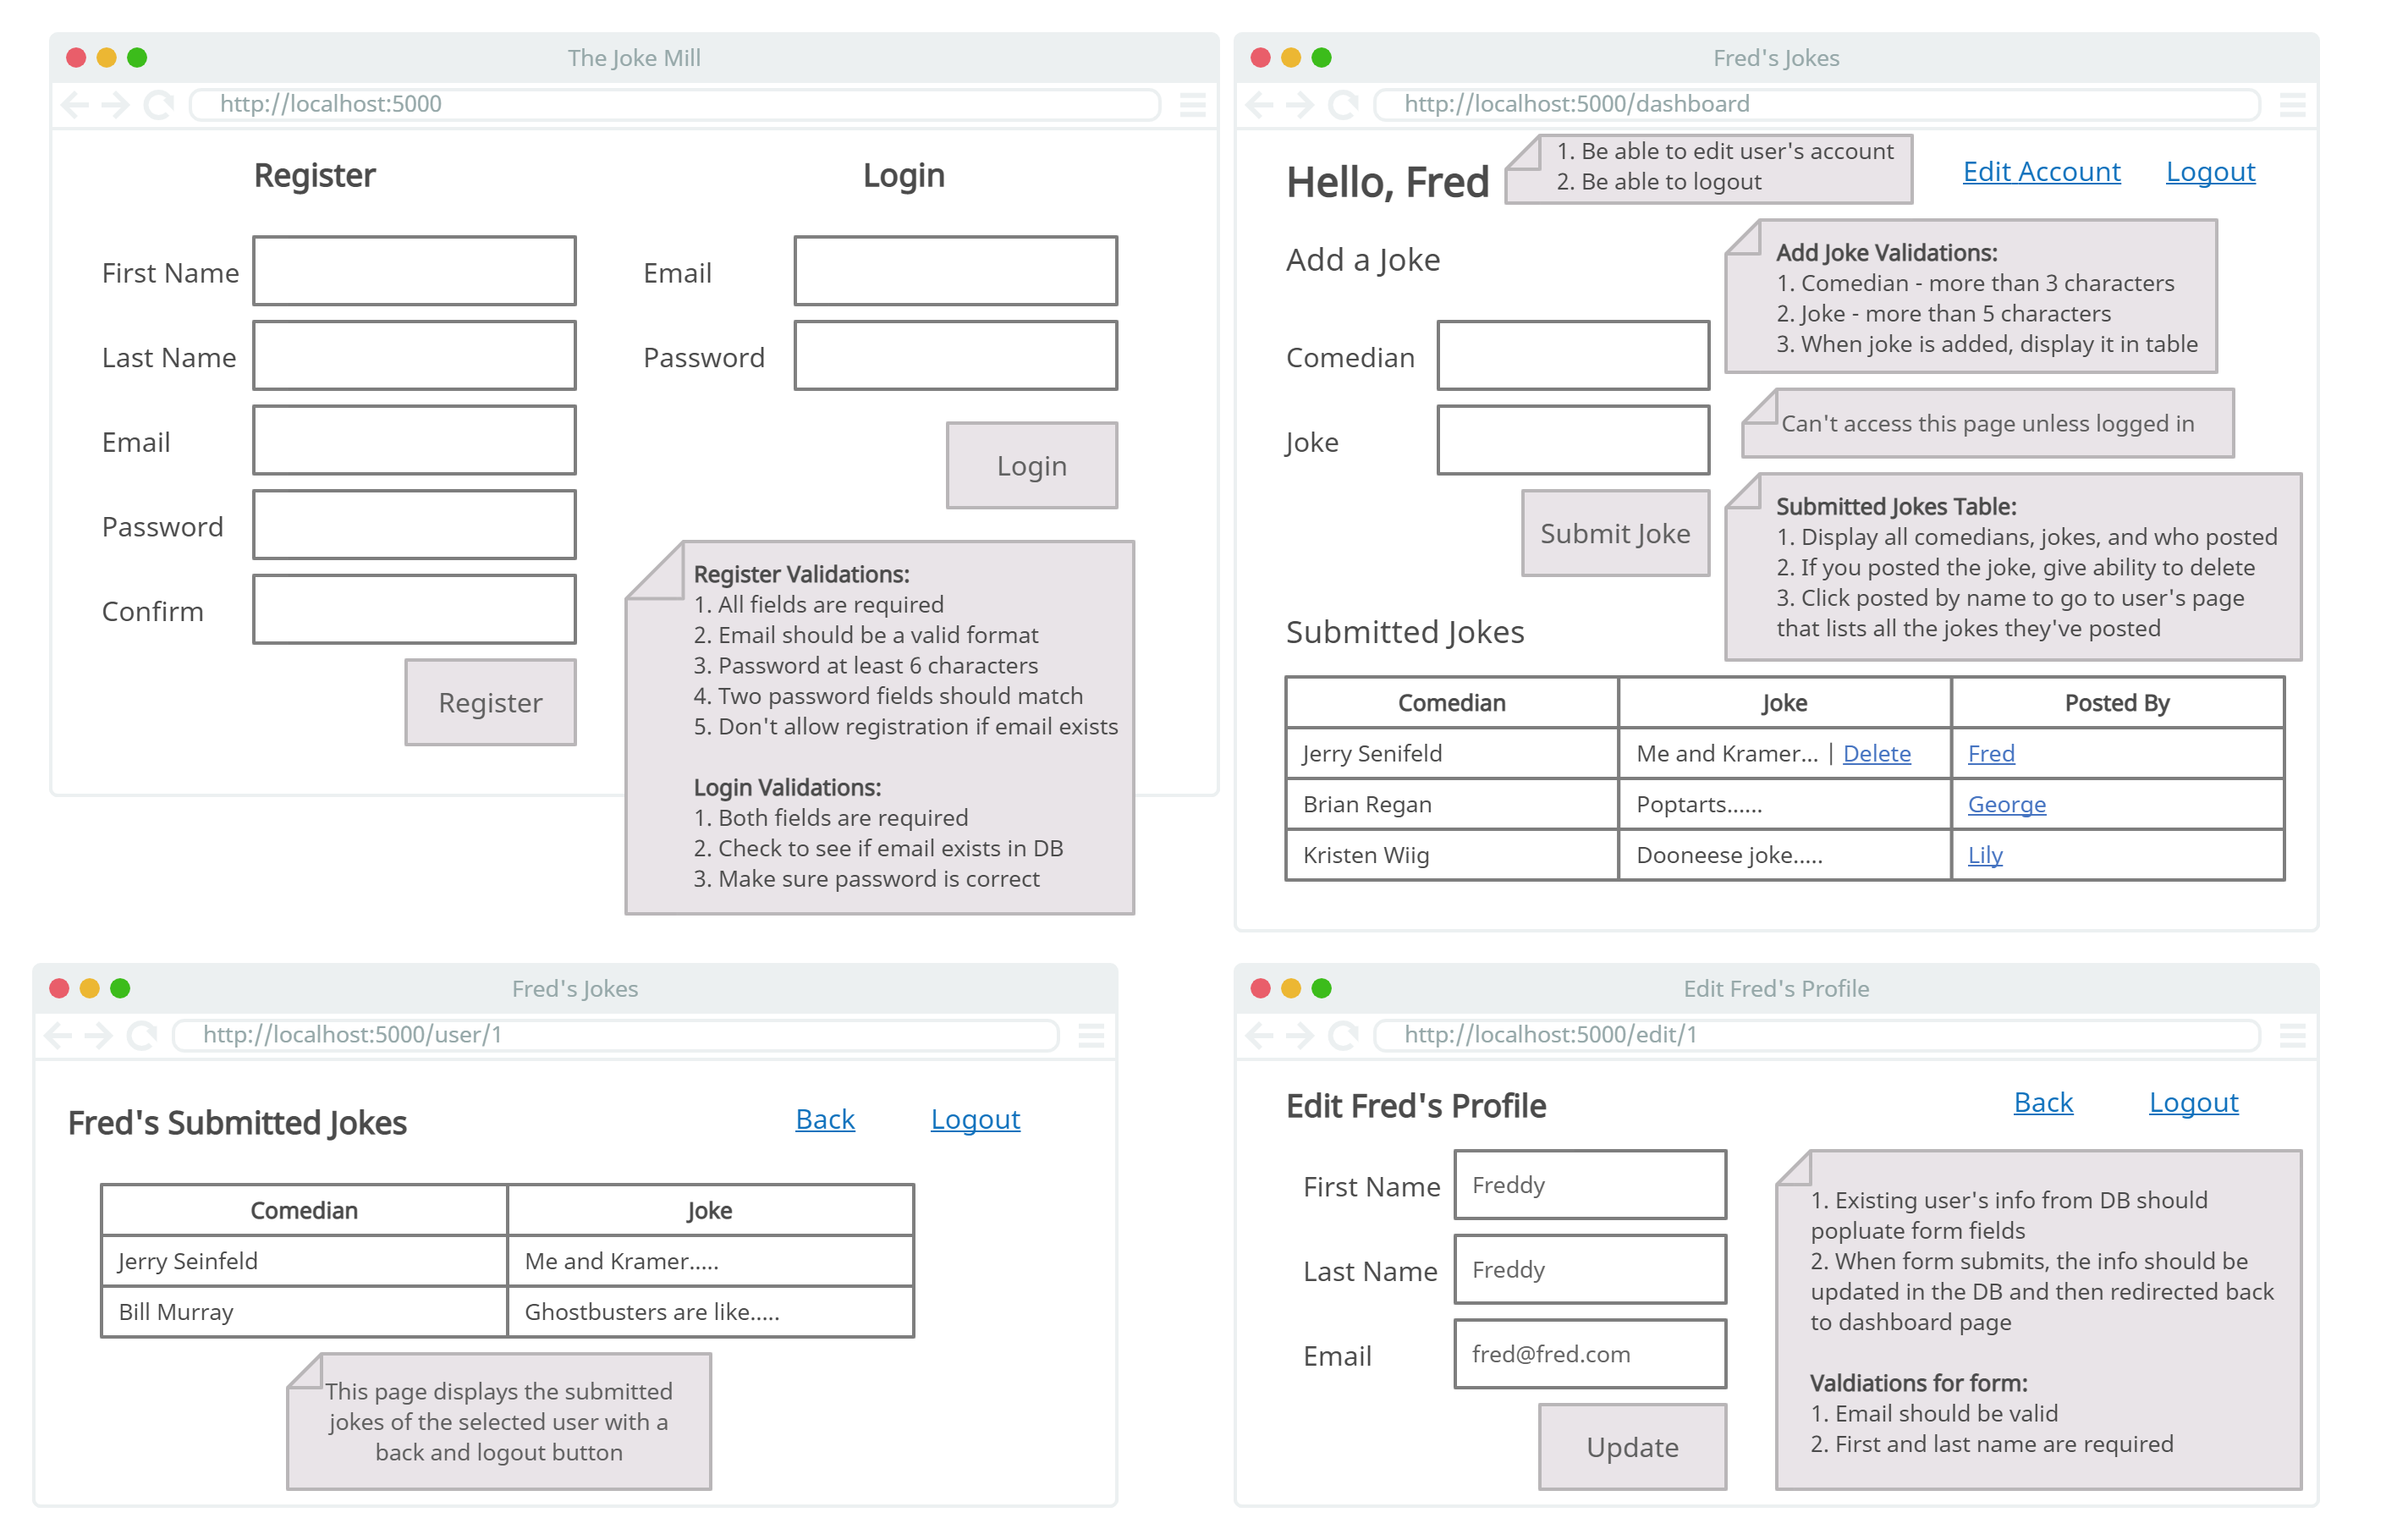 The Joke Mill
http://localhost:5000
Register
Login
First Name
Last Name
Email
Password
Confirm
Register
Email
Password
Login
Register Validations:
1. All fields are required
2. Email should be a valid format
3. Password at least 6 characters
4. Two password fields should match
5. Don't allow registration if email exists
Login Validations:
1. Both fields are required
2. Check to see if email exists in DB
3. Make sure password is correct
Fred's Jokes
http://localhost:5000/dashboard
Hello, Fred
1. Be able to edit user's account
2. Be able to logout
Edit Account
Logout
Add a Joke
Comedian
Joke
Submit Joke
Add Joke Validations:
1. Comedian - more than 3 characters
2. Joke - more than 5 characters
3. When joke is added, display it in table
Can't access this page unless logged in
Submitted Jokes Table:
1. Display all comedians, jokes, and who posted
2. If you posted the joke, give ability to delete
3. Click posted by name to go to user's page
that lists all the jokes they've posted
Submitted Jokes
Comedian Joke Posted By
Jerry Senifeld Me and Kramer... | Delete Fred
Brian Regan Poptarts...... George
Kristen Wiig Dooneese joke..... Lily
Fred's Jokes
http://localhost:5000/user/1
Fred's Submitted Jokes
Back
Logout
Comedian Joke
Jerry Seinfeld Me and Kramer.....
Bill Murray Ghostbusters are like.....
This page displays the submitted
jokes of the selected user with a
back and logout button
Edit Fred's Profile
http://localhost:5000/edit/1
Edit Fred's Profile
Back
Logout
First Name Freddy
Last Name Freddy
Email fred@fred.com
Update
1. Existing user's info from DB should
popluate form fields
2. When form submits, the info should be
updated in the DB and then redirected back
to dashboard page
Valdiations for form:
1. Email should be valid
2. First and last name are required